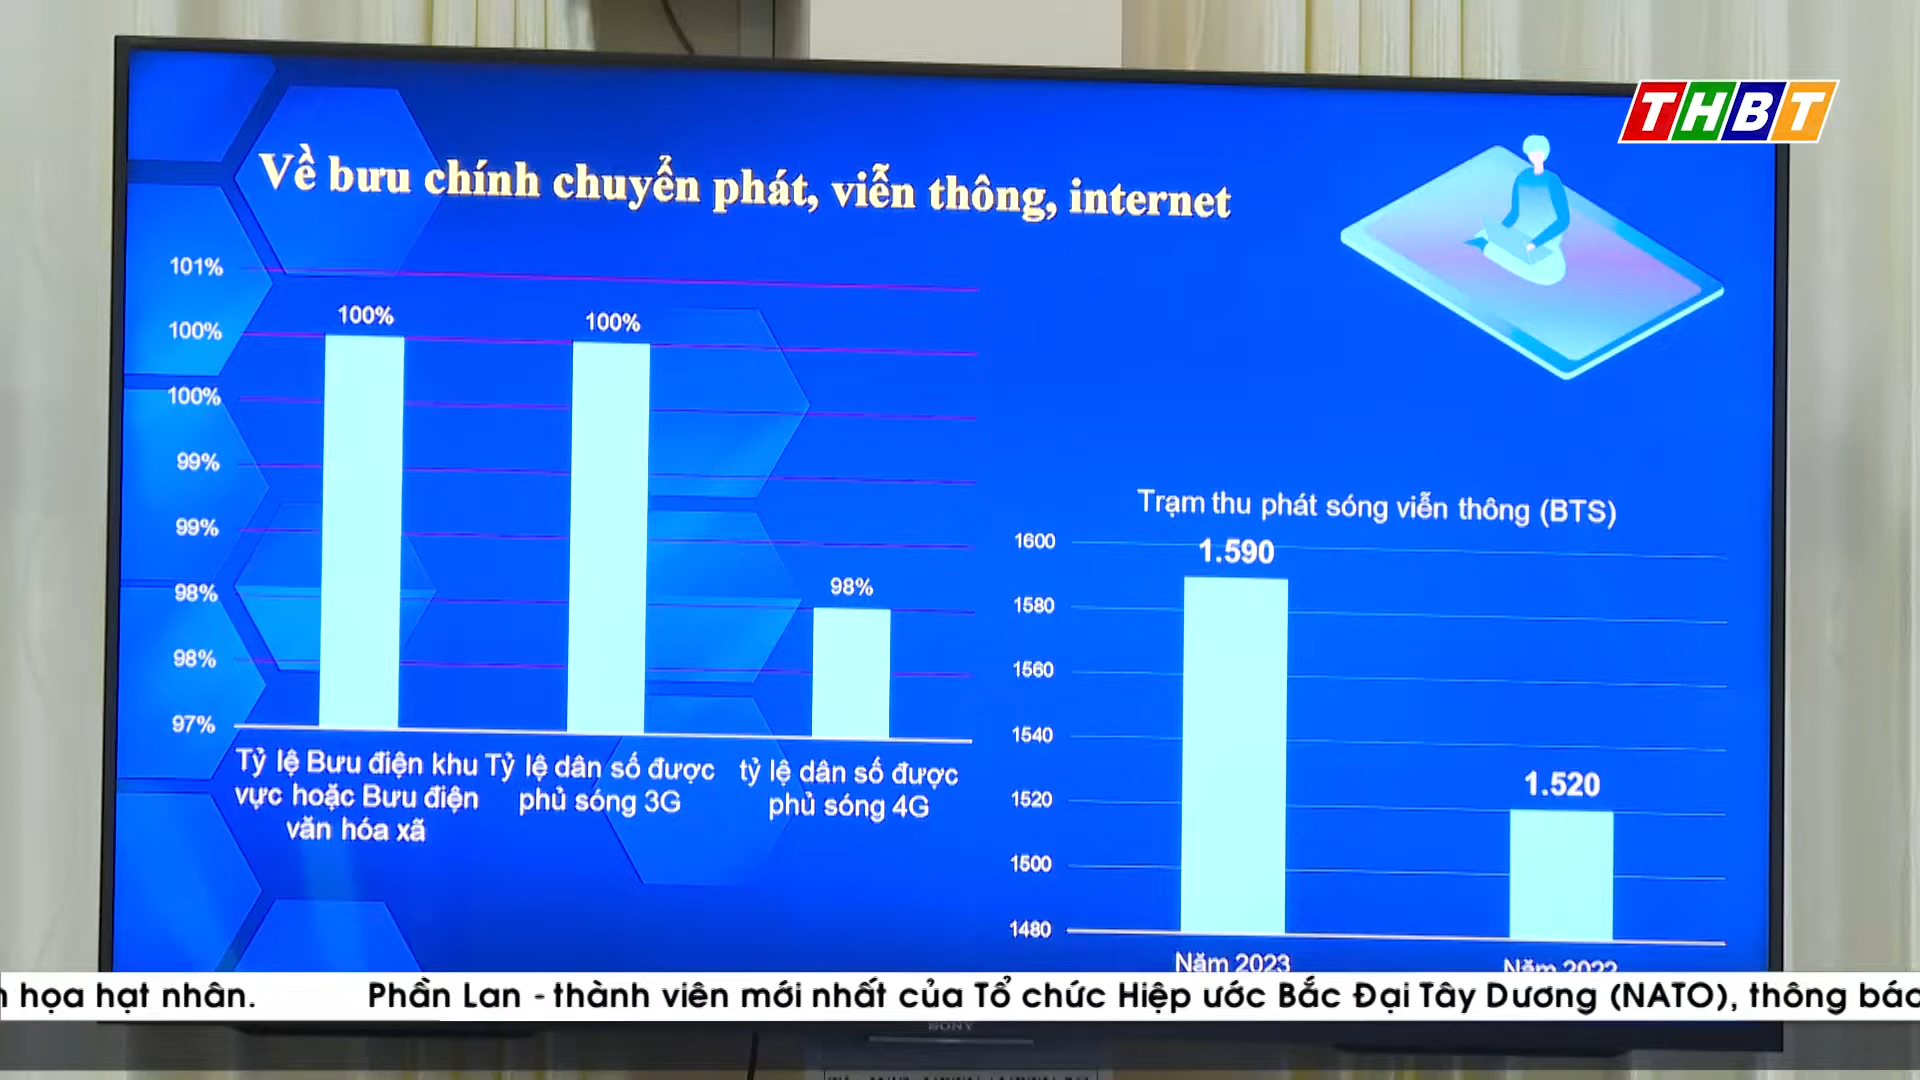 THBT
Về bưu chính chuyển phát, viễn thông, internet
101%
100%
100%
99%
99%
98%
98%
97%
100%
100%
98%
Tỷ lệ Bưu điện khu vực hoặc Bưu điện văn hóa xã
Tỷ lệ dân số được phủ sóng 3G
tỷ lệ dân số được phủ sóng 4G
Trạm thu phát sóng viễn thông (BTS)
1600
1580
1560
1540
1520
1500
1480
1.590
1.520
Năm 2023
Năm 2022
họa hạt nhân.
Phần Lan - thành viên mới nhất của Tổ chức Hiệp ước Bắc Đại Tây Dương (NATO), thông báo
SONY